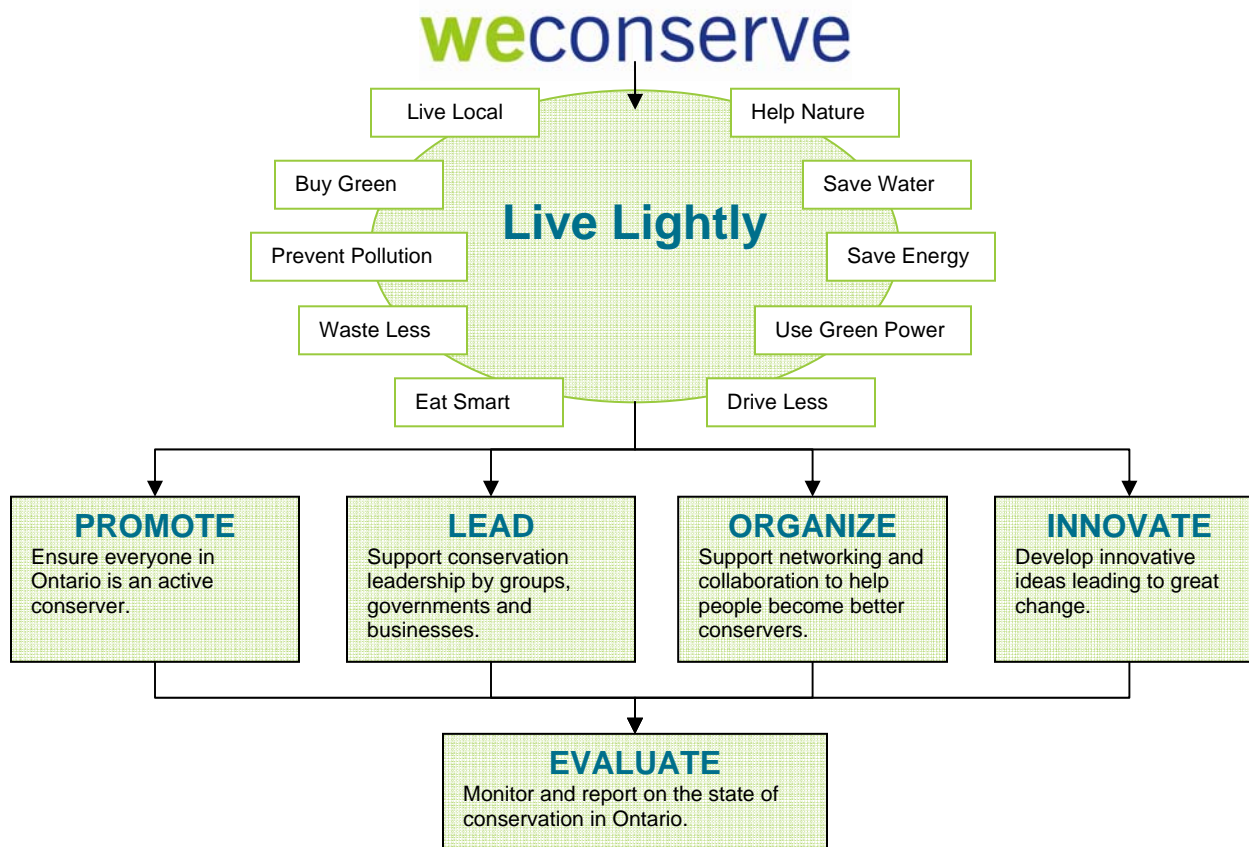 weconserve
Live Local
Help Nature
Buy Green
Save Water
Live Lightly
Prevent Pollution
Save Energy
Waste Less
Use Green Power
Eat Smart
Drive Less
PROMOTE
Ensure everyone in
Ontario is an active
conserver.
LEAD
Support conservation
leadership by groups,
governments and
businesses.
ORGANIZE
Support networking and
collaboration to help
people become better
conservers.
INNOVATE
Develop innovative
ideas leading to great
change.
EVALUATE
Monitor and report on the state of
conservation in Ontario.